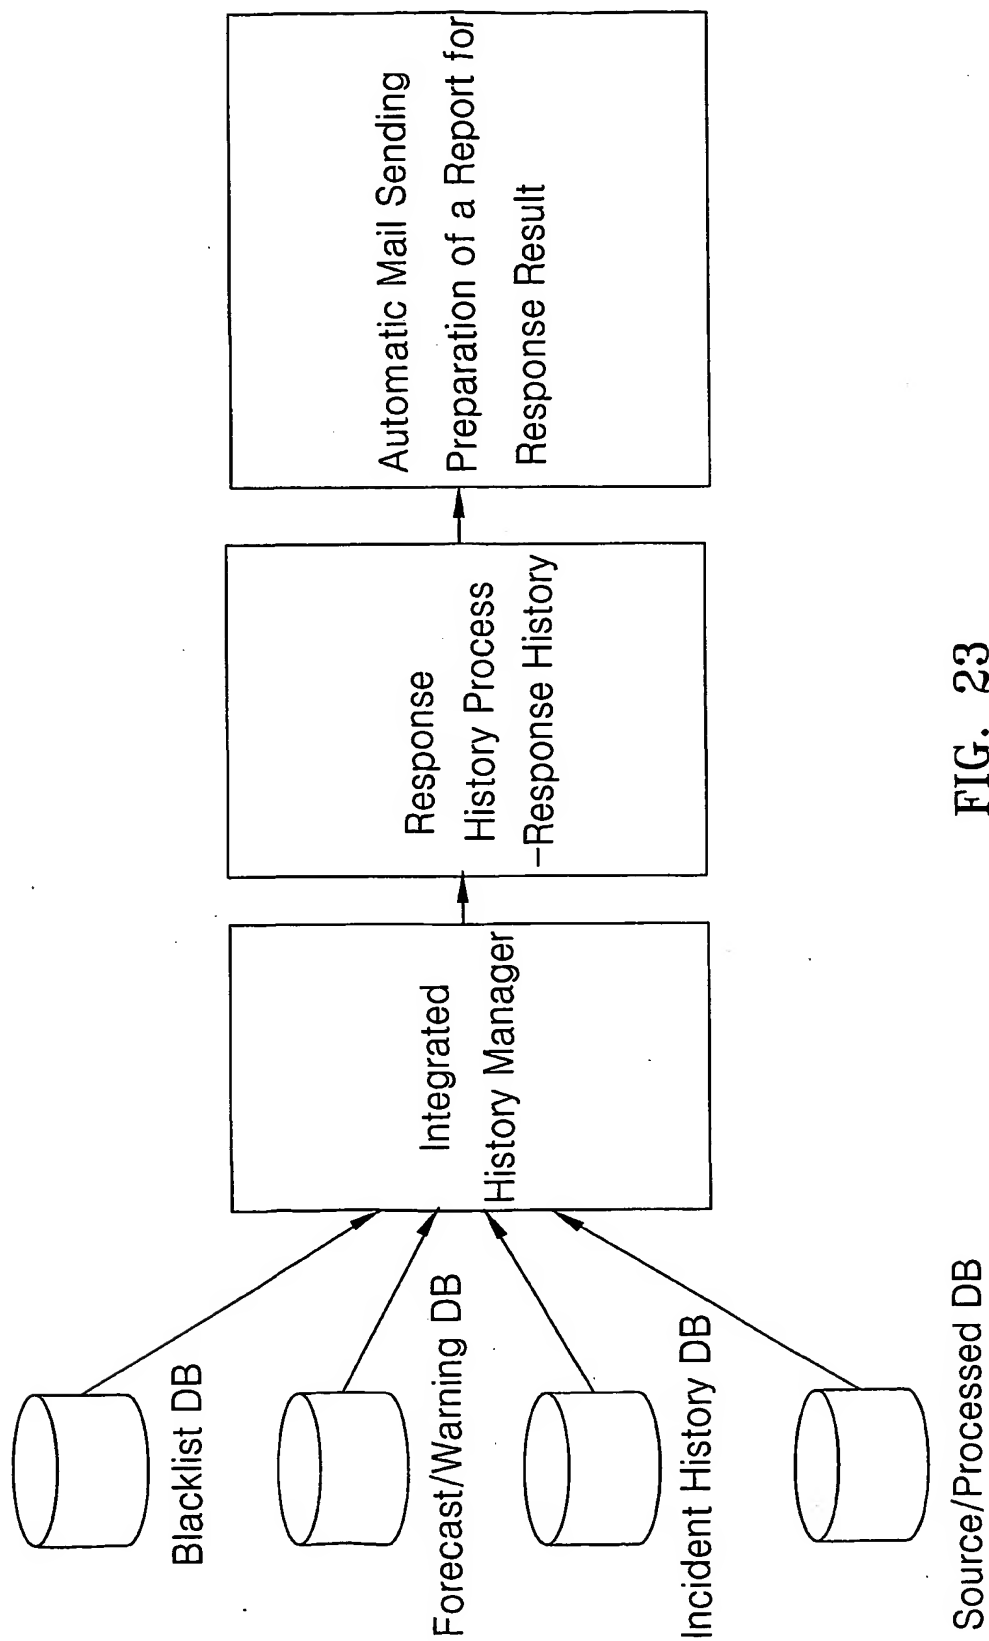 Blacklist DB
Forecast/Warning DB
Incident History DB
Source/Processed DB
Integrated
History Manager
Response
History Process
-Response History
Automatic Mail Sending
Preparation of a Report for
Response Result
FIG. 23